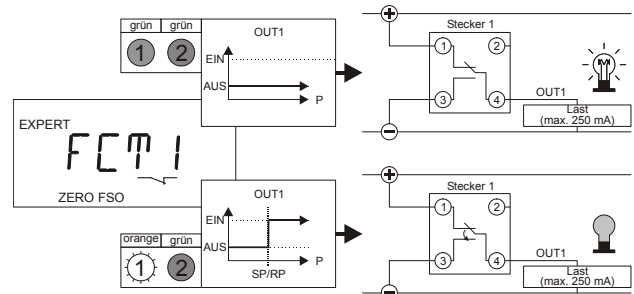 grün grün
1 2
OUT1
EIN
AUS
P
Stecker 1
1 2
3 4
OUT1
Last
(max. 250 mA)
EXPERT
FCT1
ZERO FSO
OUT1
EIN
AUS
P
SP/RP
orange grün
1 2
Stecker 1
1 2
3 4
OUT1
Last
(max. 250 mA)